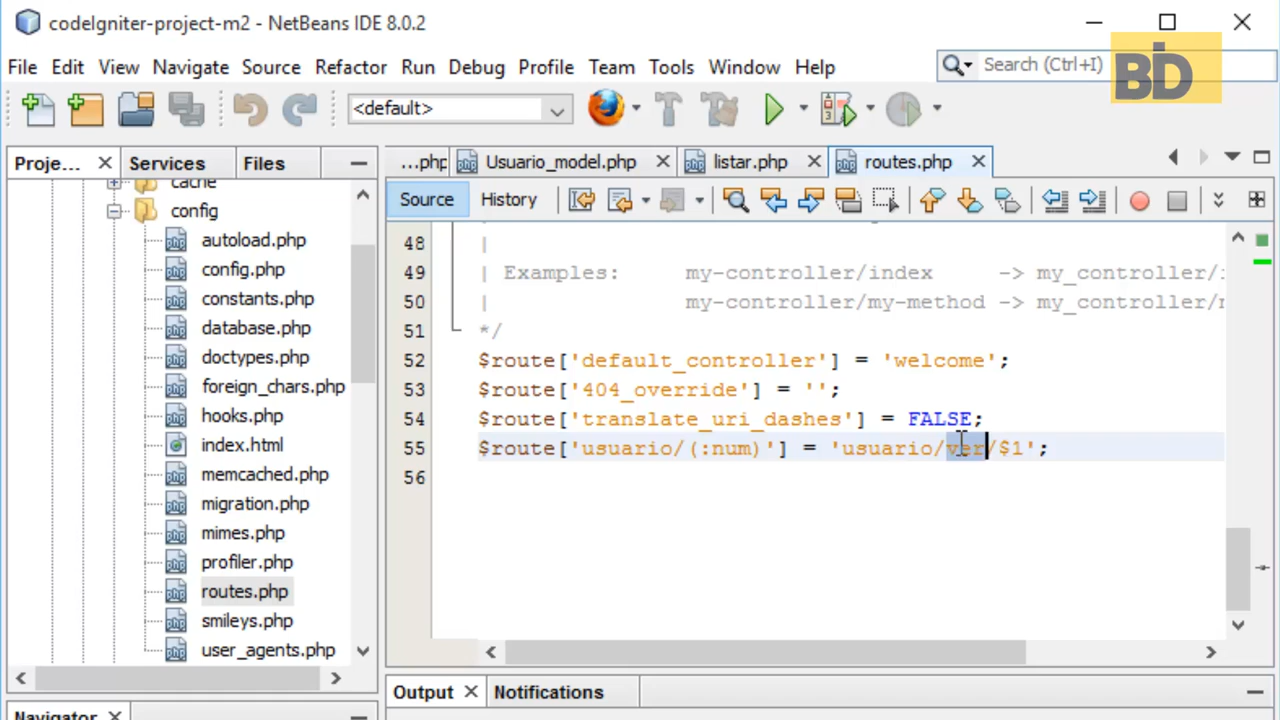 codeIgniter-project-m2 - NetBeans IDE 8.0.2
File Edit View Navigate Source Refactor Run Debug Profile Team Tools Window Help
Search (Ctrl+I)
BD
<default>
Proje... Services Files
...php Usuario_model.php listar.php routes.php
Source History
cache
config
autoload.php
config.php
constants.php
database.php
doctypes.php
foreign_chars.php
hooks.php
index.html
memcached.php
migration.php
mimes.php
profiler.php
routes.php
smileys.php
user_agents.php
48 |
49 | Examples: my-controller/index -> my_controller/i
50 | my-controller/my-method -> my_controller/m
51 */
52 $route['default_controller'] = 'welcome';
53 $route['404_override'] = '';
54 $route['translate_uri_dashes'] = FALSE;
55 $route['usuario/(:num)'] = 'usuario/ver/$1';
56
Output Notifications
Navigator